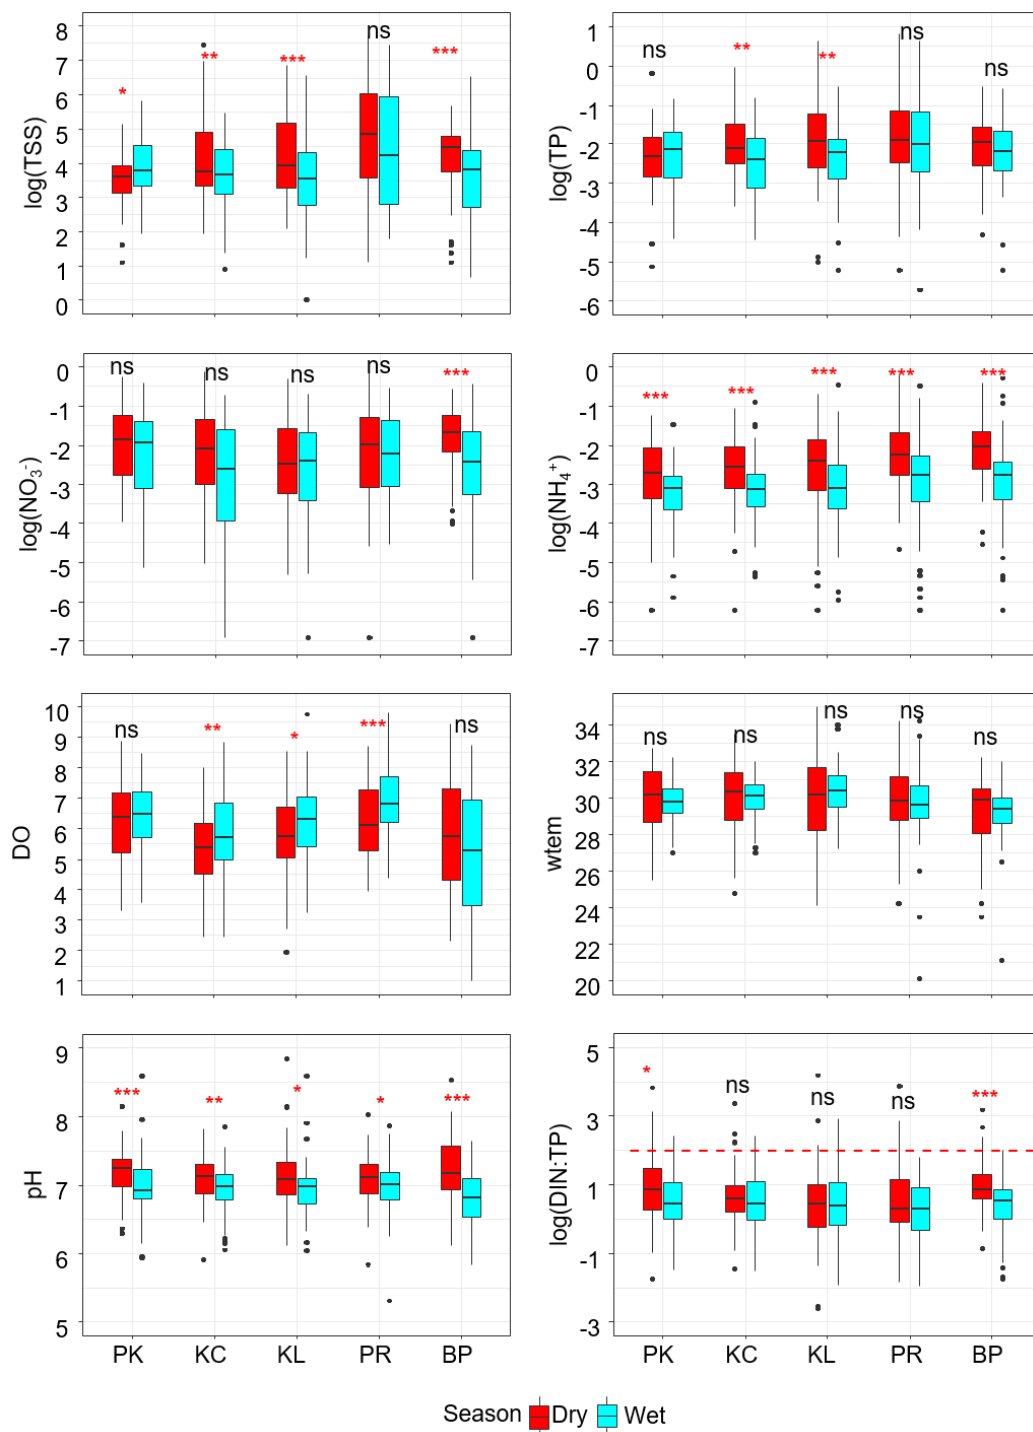 8
7
6
5
4
3
2
1
0
log(TSS)
*
**
***
ns
***
1
0
-1
-2
-3
-4
-5
-6
log(TP)
ns
**
**
ns
ns
0
-1
-2
-3
-4
-5
-6
-7
log(NO₃⁻)
ns
ns
ns
ns
***
0
-1
-2
-3
-4
-5
-6
-7
log(NH₄⁺)
***
***
***
***
***
10
9
8
7
6
5
4
3
2
1
DO
ns
**
*
***
ns
34
32
30
28
26
24
22
20
wtem
ns
ns
ns
ns
ns
9
8
7
6
5
pH
***
**
*
*
***
PK KC KL PR BP
5
3
1
-1
-3
log(DIN:TP)
*
ns
ns
ns
***
PK KC KL PR BP
Season Dry Wet